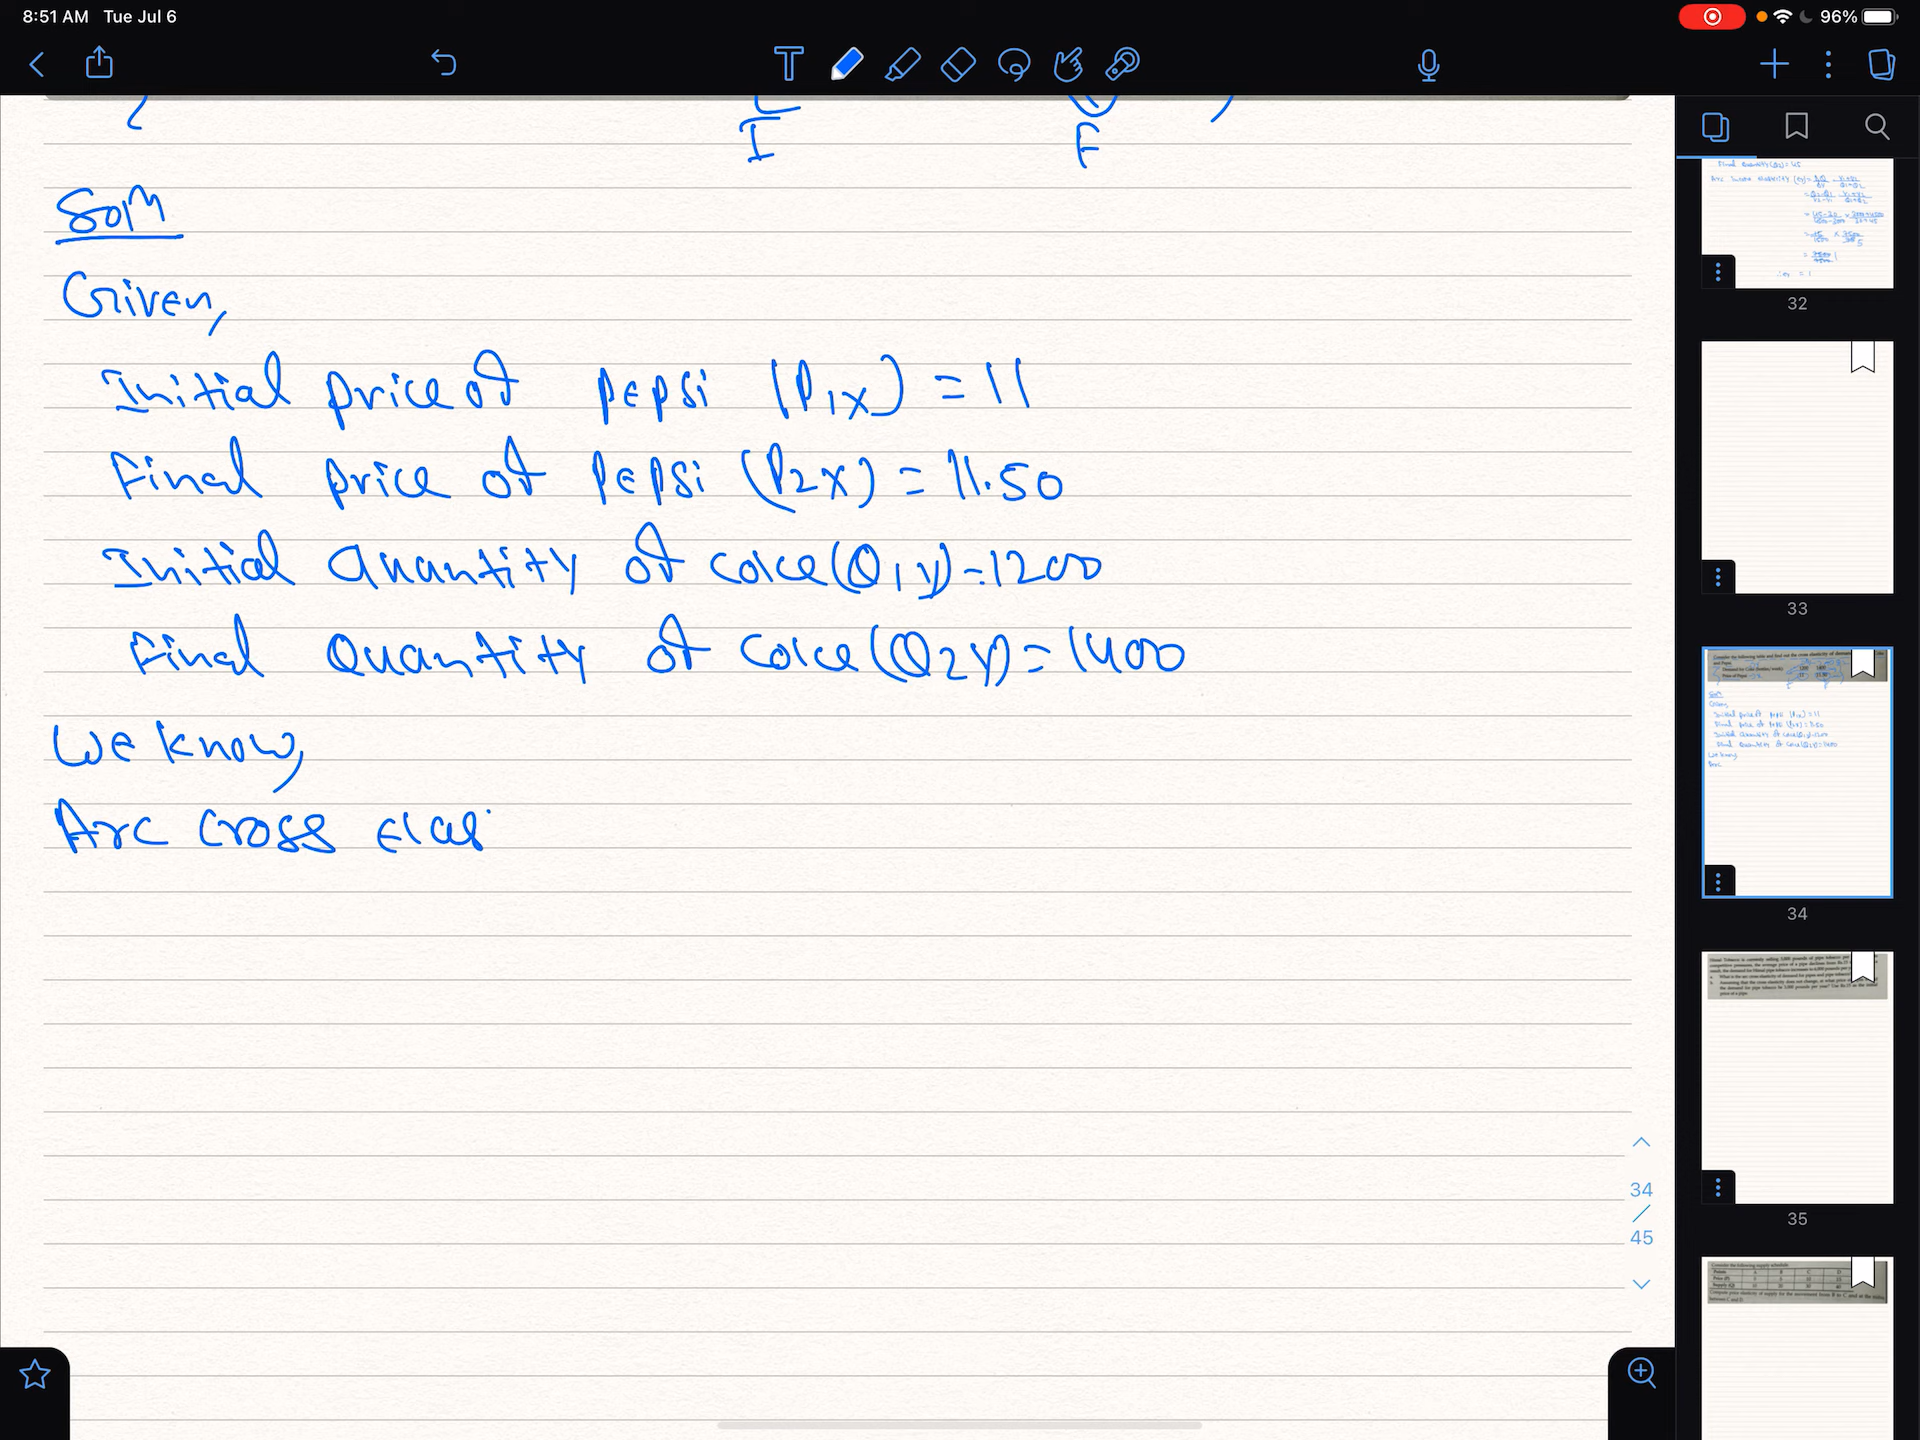 8:51 AM Tue Jul 6
96%
T
I F
Soln
Given,
Initial price of pepsi (P1x) = 11
Final price of pepsi (P2x) = 11.50
Initial Quantity of coke (Q1y) = 1200
Final Quantity of coke (Q2y) = 1400
We know,
Arc cross elas
34
/
45
32
33
34
35